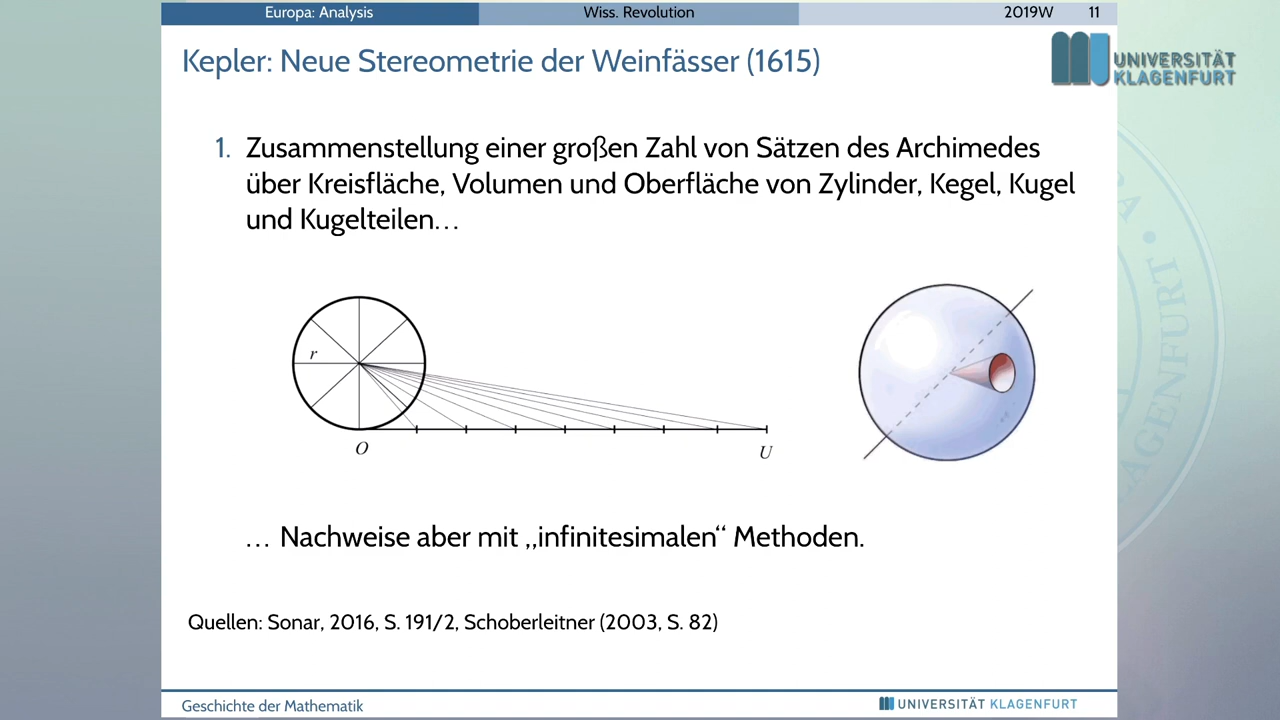 Europa: Analysis Wiss. Revolution 2019W 11
Kepler: Neue Stereometrie der Weinfässer (1615)
UNIVERSITÄT
KLAGENFURT
1. Zusammenstellung einer großen Zahl von Sätzen des Archimedes
über Kreisfläche, Volumen und Oberfläche von Zylinder, Kegel, Kugel
und Kugelteilen…
r
O
U
… Nachweise aber mit „infinitesimalen“ Methoden.
Quellen: Sonar, 2016, S. 191/2, Schoberleitner (2003, S. 82)
Geschichte der Mathematik
UNIVERSITÄT KLAGENFURT